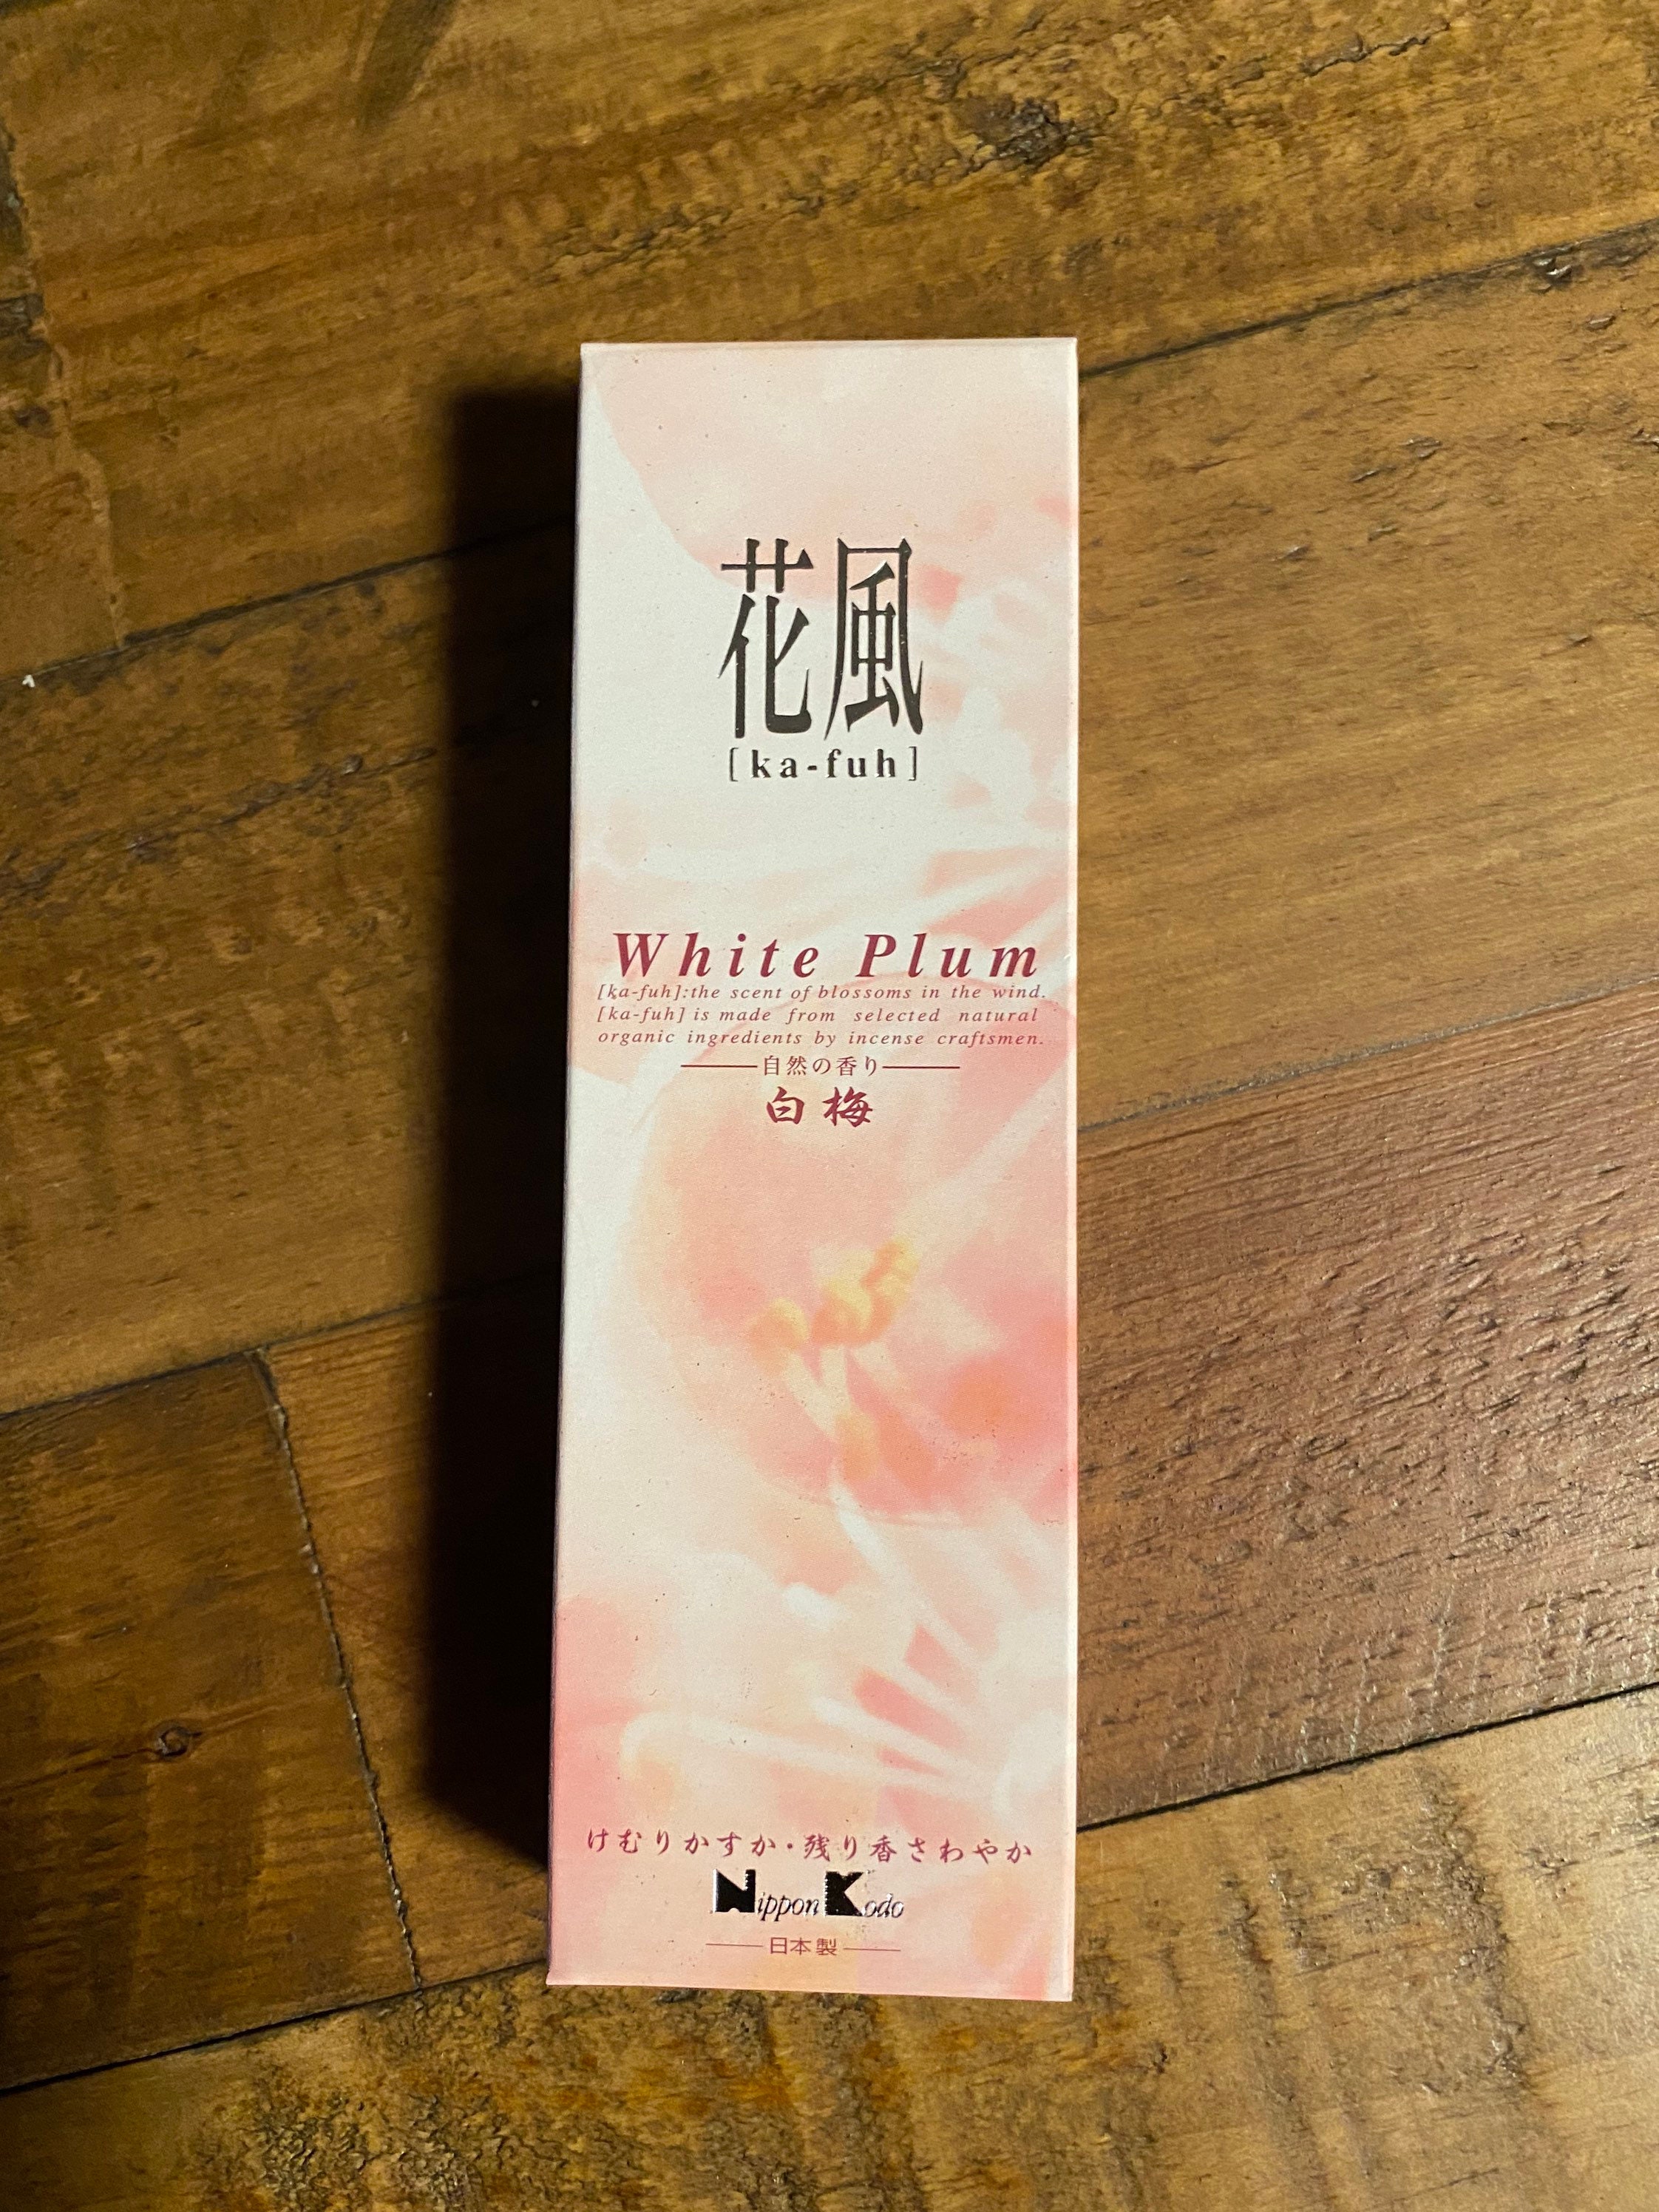 花風
[ka-fuh]
White Plum
[ka-fuh]:the scent of blossoms in the wind.
[ka-fuh] is made from selected natural
organic ingredients by incense craftsmen.
自然の香り
白梅
けむりかすか・残り香さわやか
Nippon Kodo
日本製